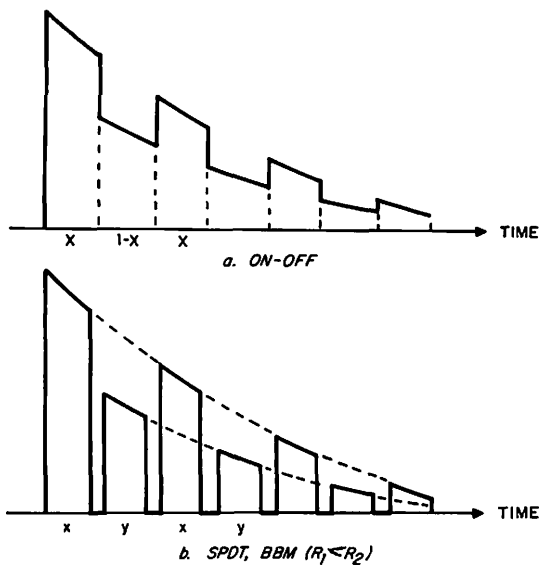 TIME
X 1-X X
a. ON-OFF
TIME
x y x y
b. SPDT, BBM (R₁<R₂)